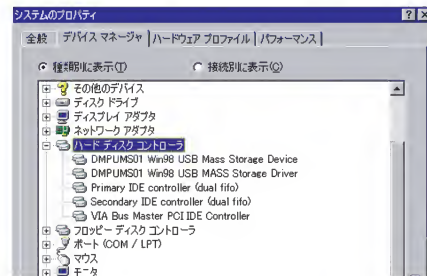 システムのプロパティ
全般 デバイス マネージャ ハードウェア プロファイル パフォーマンス
種類別に表示(T) 接続別に表示(C)
その他のデバイス
ディスク ドライブ
ディスプレイ アダプタ
ネットワーク アダプタ
ハード ディスク コントローラ
DMPUMS01 Win98 USB Mass Storage Device
DMPUMS01 Win98 USB MASS Storage Driver
Primary IDE controller (dual fifo)
Secondary IDE controller (dual fifo)
VIA Bus Master PCI IDE Controller
フロッピー ディスク コントローラ
ポート (COM / LPT)
マウス
モニタ